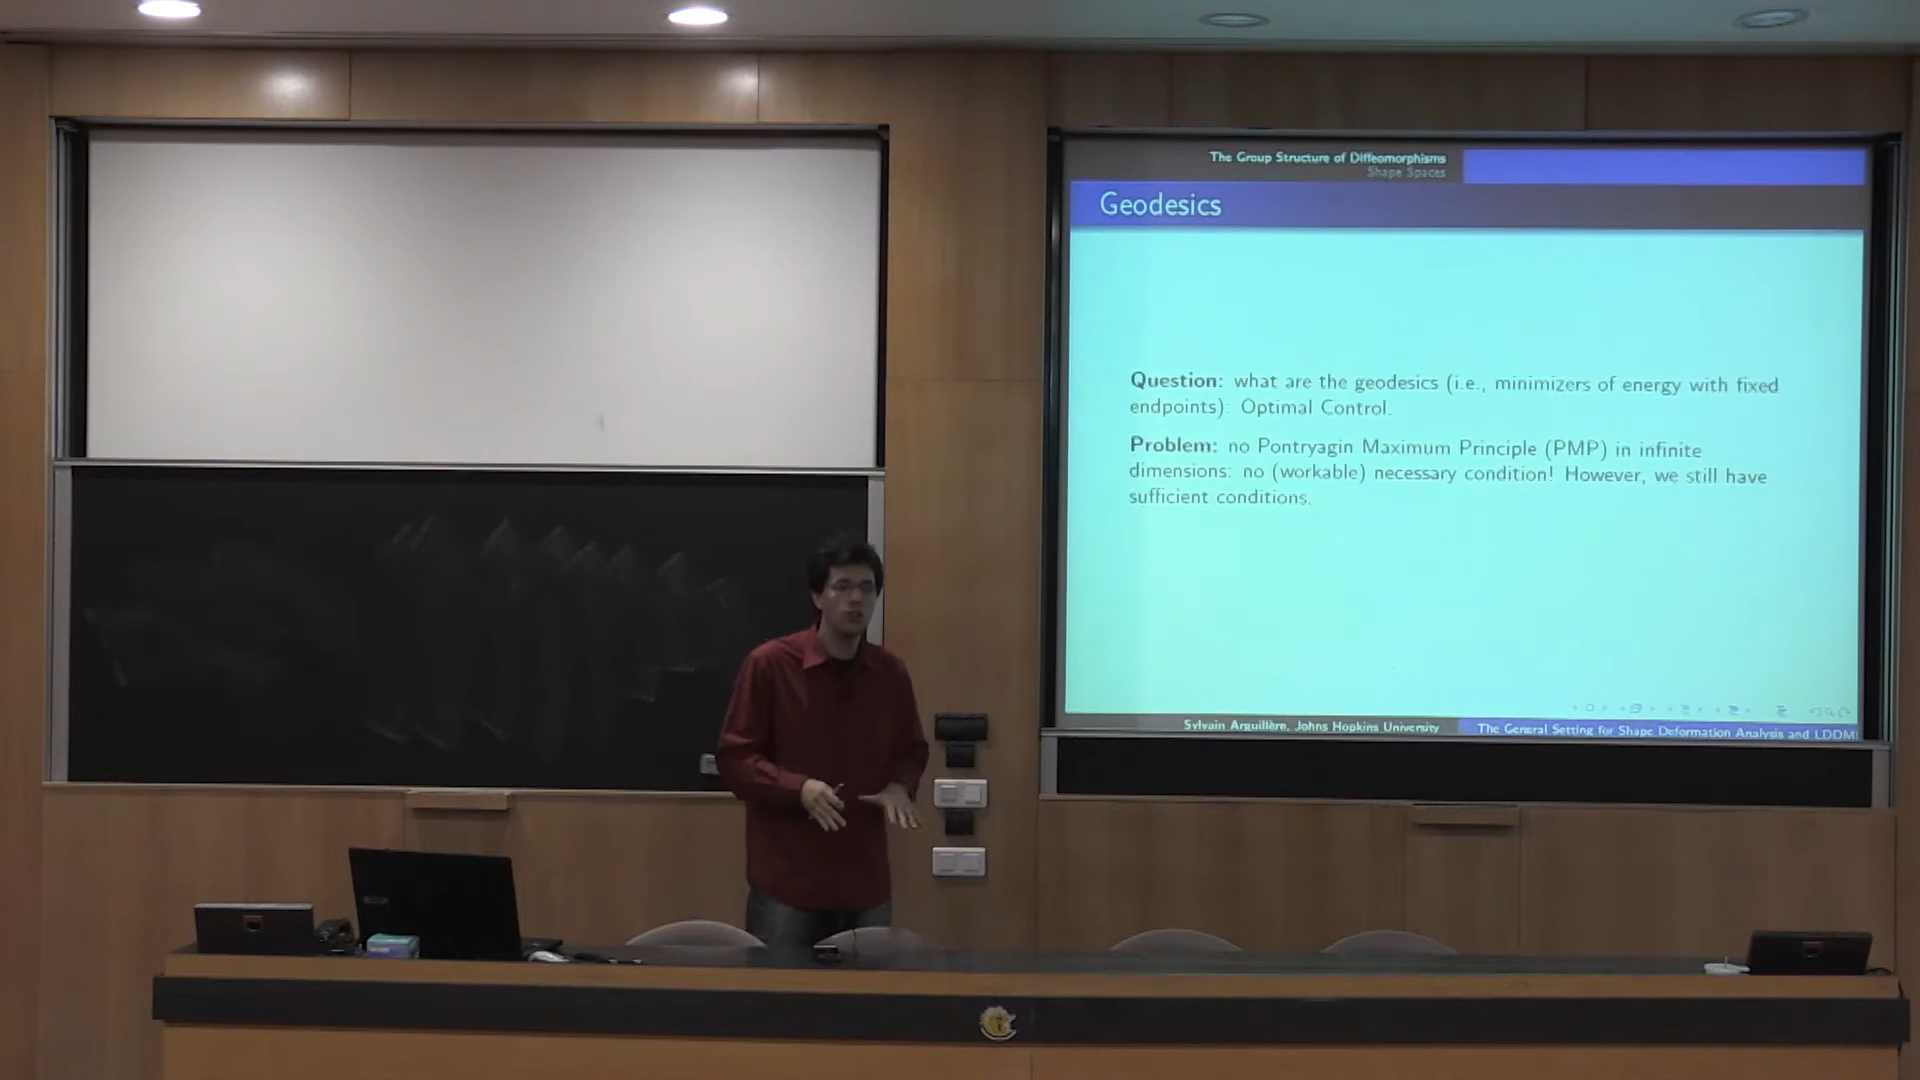 The Group Structure of Diffeomorphisms
Shape Spaces
Geodesics
Question: what are the geodesics (i.e., minimizers of energy with fixed
endpoints): Optimal Control.
Problem: no Pontryagin Maximum Principle (PMP) in infinite
dimensions: no (workable) necessary condition! However, we still have
sufficient conditions.
Sylvain Arguillère, Johns Hopkins University
The General Setting for Shape Deformation Analysis and LDDM